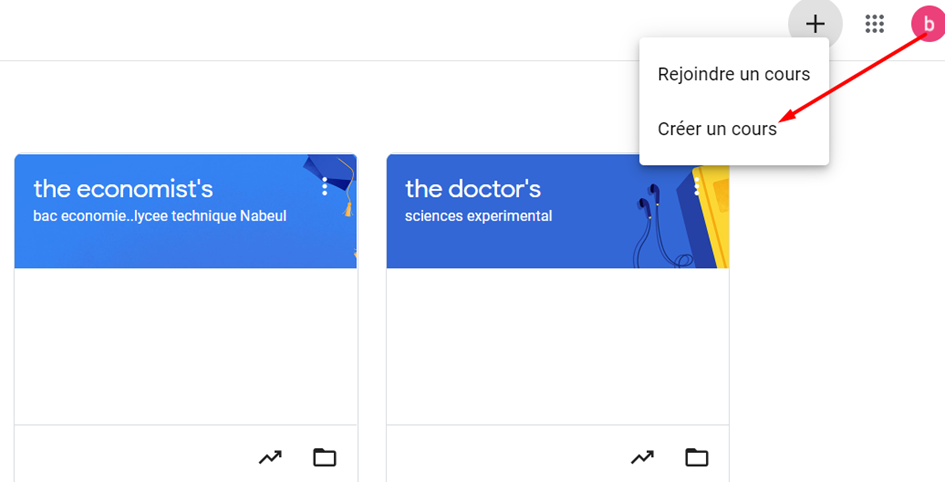 b
Rejoindre un cours
Créer un cours
the economist's
bac economie..lycee technique Nabeul
the doctor's
sciences experimental